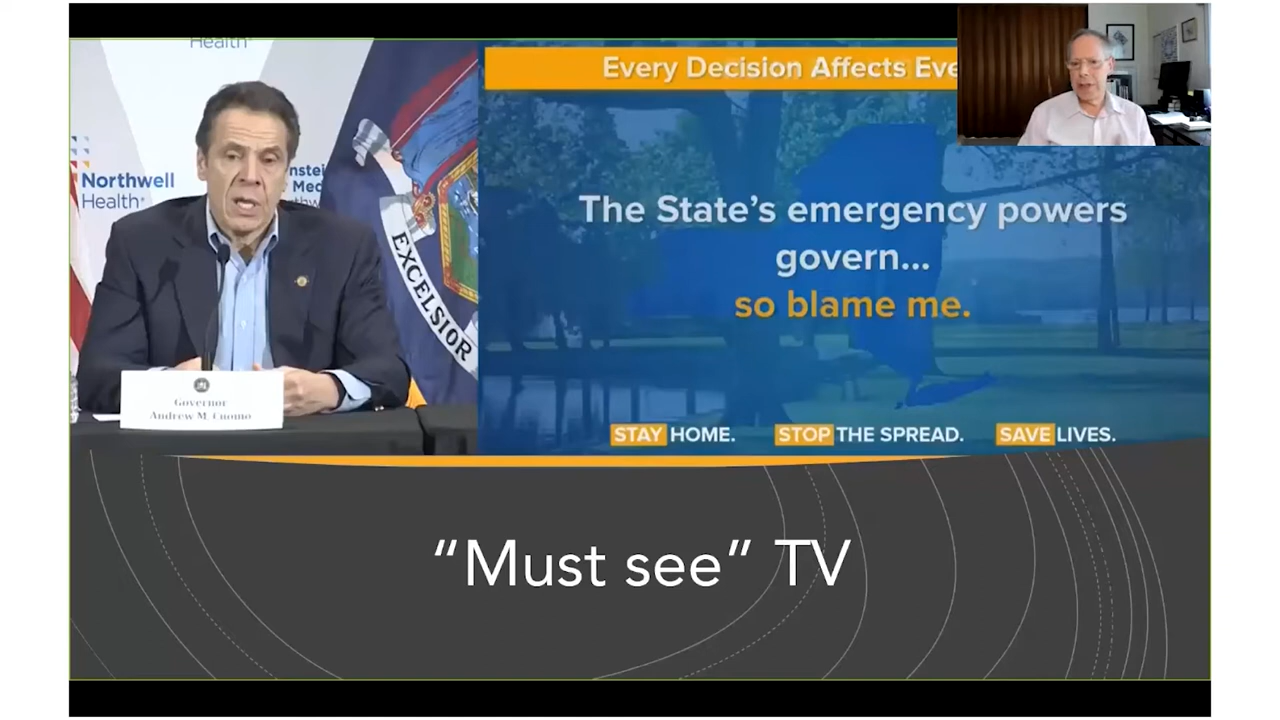 Health
Northwell
Health
nstei
Med
rthw
EXCELSIOR
Governor
Andrew M. Cuomo
Every Decision Affects Eve
The State's emergency powers
govern...
so blame me.
STAY HOME. STOP THE SPREAD. SAVE LIVES.
“Must see” TV